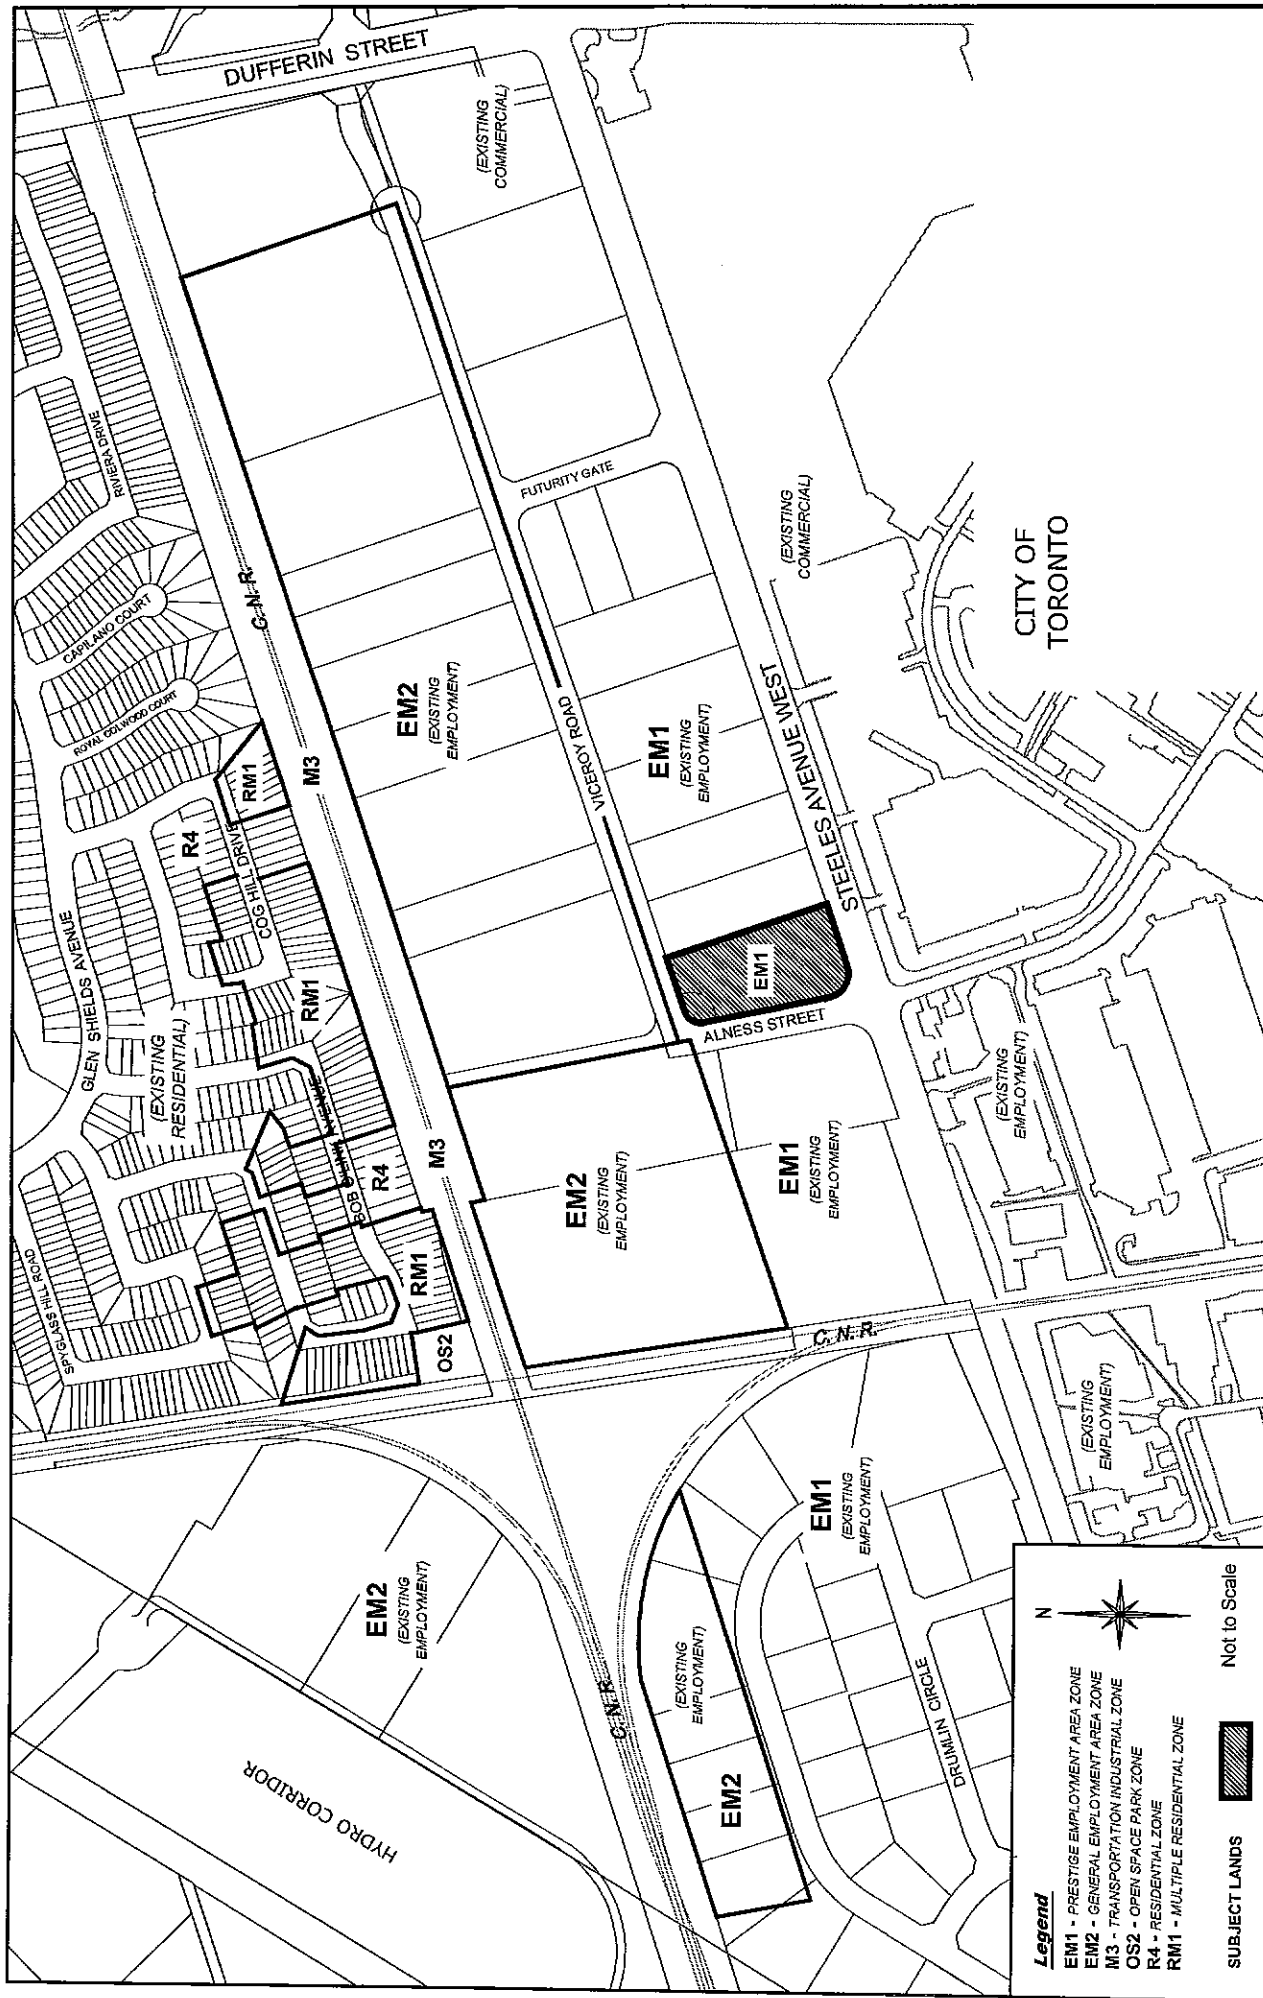 DUFFERIN STREET
(EXISTING
COMMERCIAL)
RIVIERA DRIVE
C. N. R.
FUTURITY GATE
CAPILANO COURT
ROYAL COLWOOD COURT
RM1
M3
EM2
(EXISTING
EMPLOYMENT)
VICEROY ROAD
EM1
(EXISTING
EMPLOYMENT)
(EXISTING
COMMERCIAL)
STEELES AVENUE WEST
CITY OF
TORONTO
R4
COG HILL DRIVE
GLEN SHIELDS AVENUE
(EXISTING
RESIDENTIAL)
RM1
EM1
ALNESS STREET
(EXISTING
EMPLOYMENT)
SPYGLASS HILL ROAD
AVENUE
R4
M3
RM1
OS2
EM2
(EXISTING
EMPLOYMENT)
EM1
(EXISTING
EMPLOYMENT)
C. N. R.
(EXISTING
EMPLOYMENT)
EM2
(EXISTING
EMPLOYMENT)
EM1
(EXISTING
EMPLOYMENT)
HYDRO CORRIDOR
C. N. R.
(EXISTING
EMPLOYMENT)
EM2
DRUMLIN CIRCLE
Legend
EM1 - PRESTIGE EMPLOYMENT AREA ZONE
EM2 - GENERAL EMPLOYMENT AREA ZONE
M3 - TRANSPORTATION INDUSTRIAL ZONE
OS2 - OPEN SPACE PARK ZONE
R4 - RESIDENTIAL ZONE
RM1 - MULTIPLE RESIDENTIAL ZONE
N
SUBJECT LANDS
Not to Scale